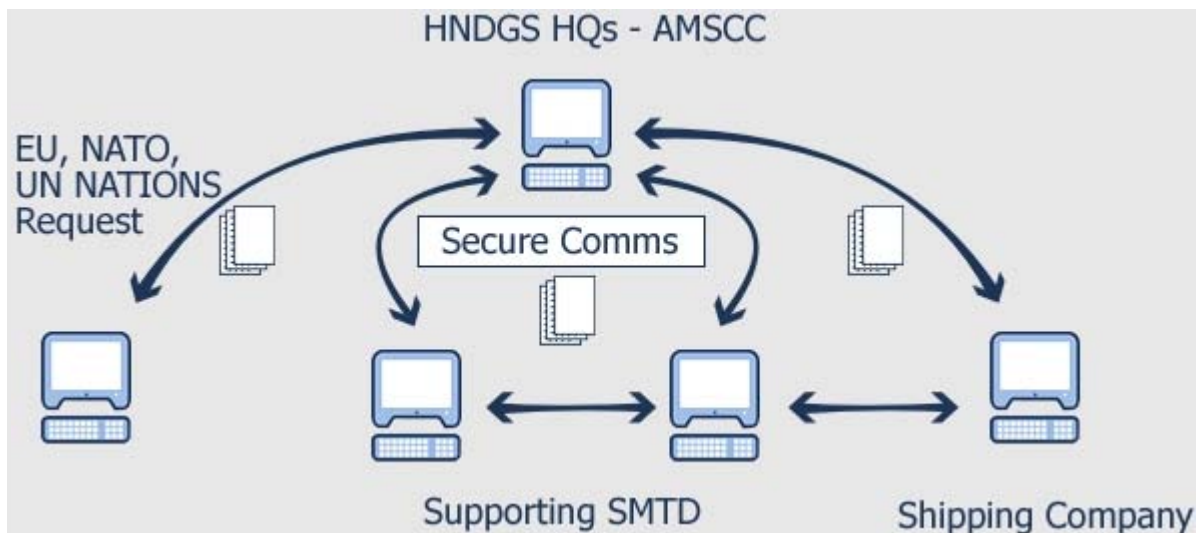 HNDGS HQs - AMSCC
EU, NATO,
UN NATIONS
Request
Secure Comms
Supporting SMTD
Shipping Company